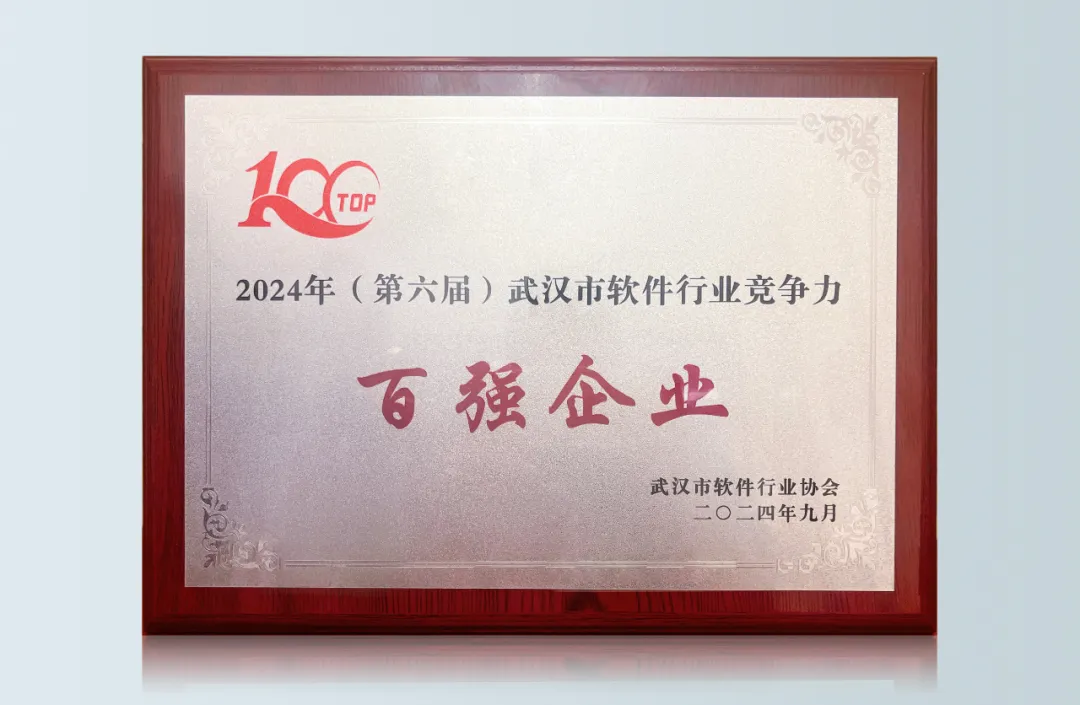 100
TOP
2024年（第六届）武汉市软件行业竞争力
百强企业
武汉市软件行业协会
二〇二四年九月